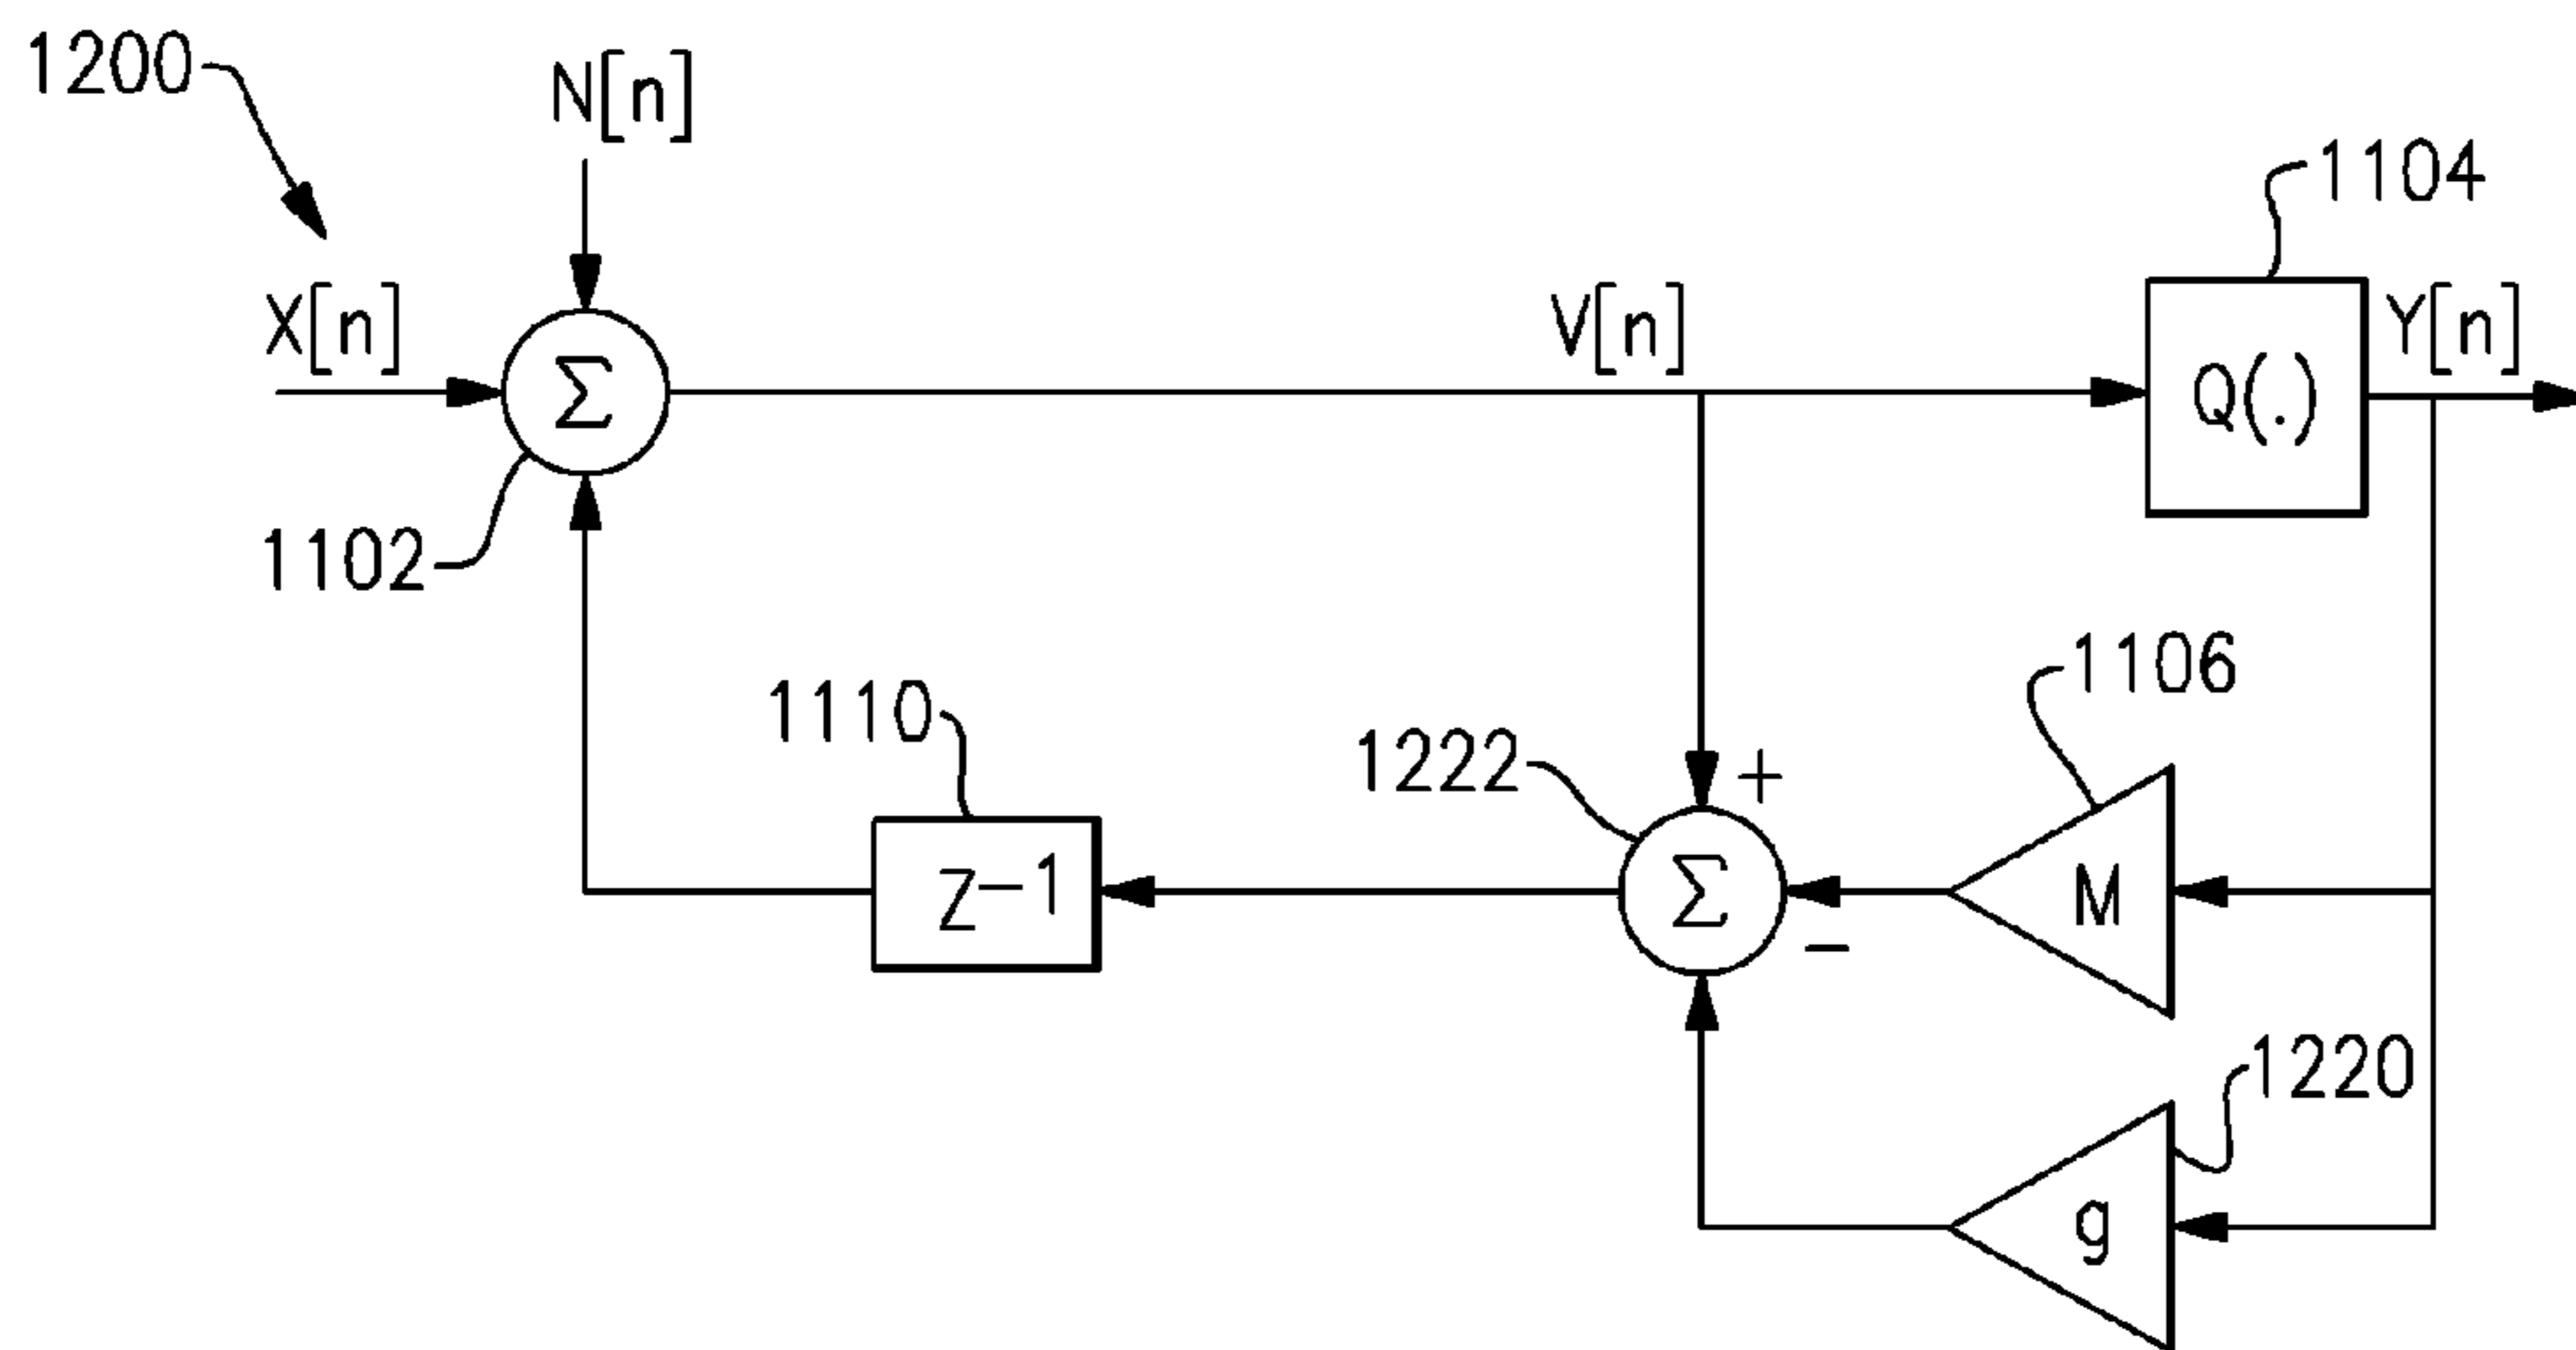 1200
N[n]
1104
X[n]
Σ
V[n]
Q(.)
Y[n]
1102
1106
1110
1222
+
Z⁻¹
Σ
M
−
1220
g